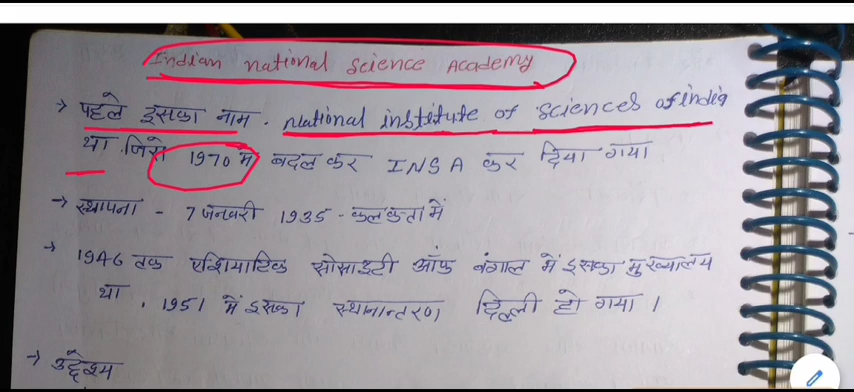 Indian national Science Academy
→ पहले इसका नाम . National institute of Sciences of india
था . जिसे 1970 में बदल कर INSA कर दिया गया
→ स्थापना - 7 जनवरी 1935 - कलकत्ता में
→ 1946 तक एशियाटिक सोसाइटी ऑफ बंगाल में इसका मुख्यालय
था . 1951 में इसका स्थानान्तरण दिल्ली हो गया ।
→ उद्देश्य